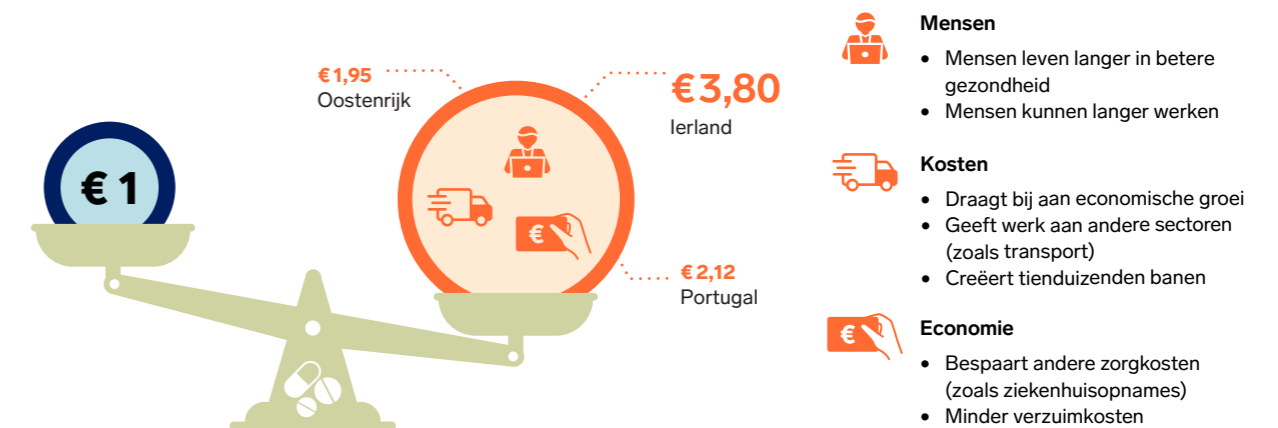 € 1
€ 1,95
Oostenrijk
€ 3,80
Ierland
€ 2,12
Portugal
€
Mensen
• Mensen leven langer in betere
gezondheid
• Mensen kunnen langer werken
Kosten
• Draagt bij aan economische groei
• Geeft werk aan andere sectoren
(zoals transport)
• Creëert tienduizenden banen
€
Economie
• Bespaart andere zorgkosten
(zoals ziekenhuisopnames)
• Minder verzuimkosten